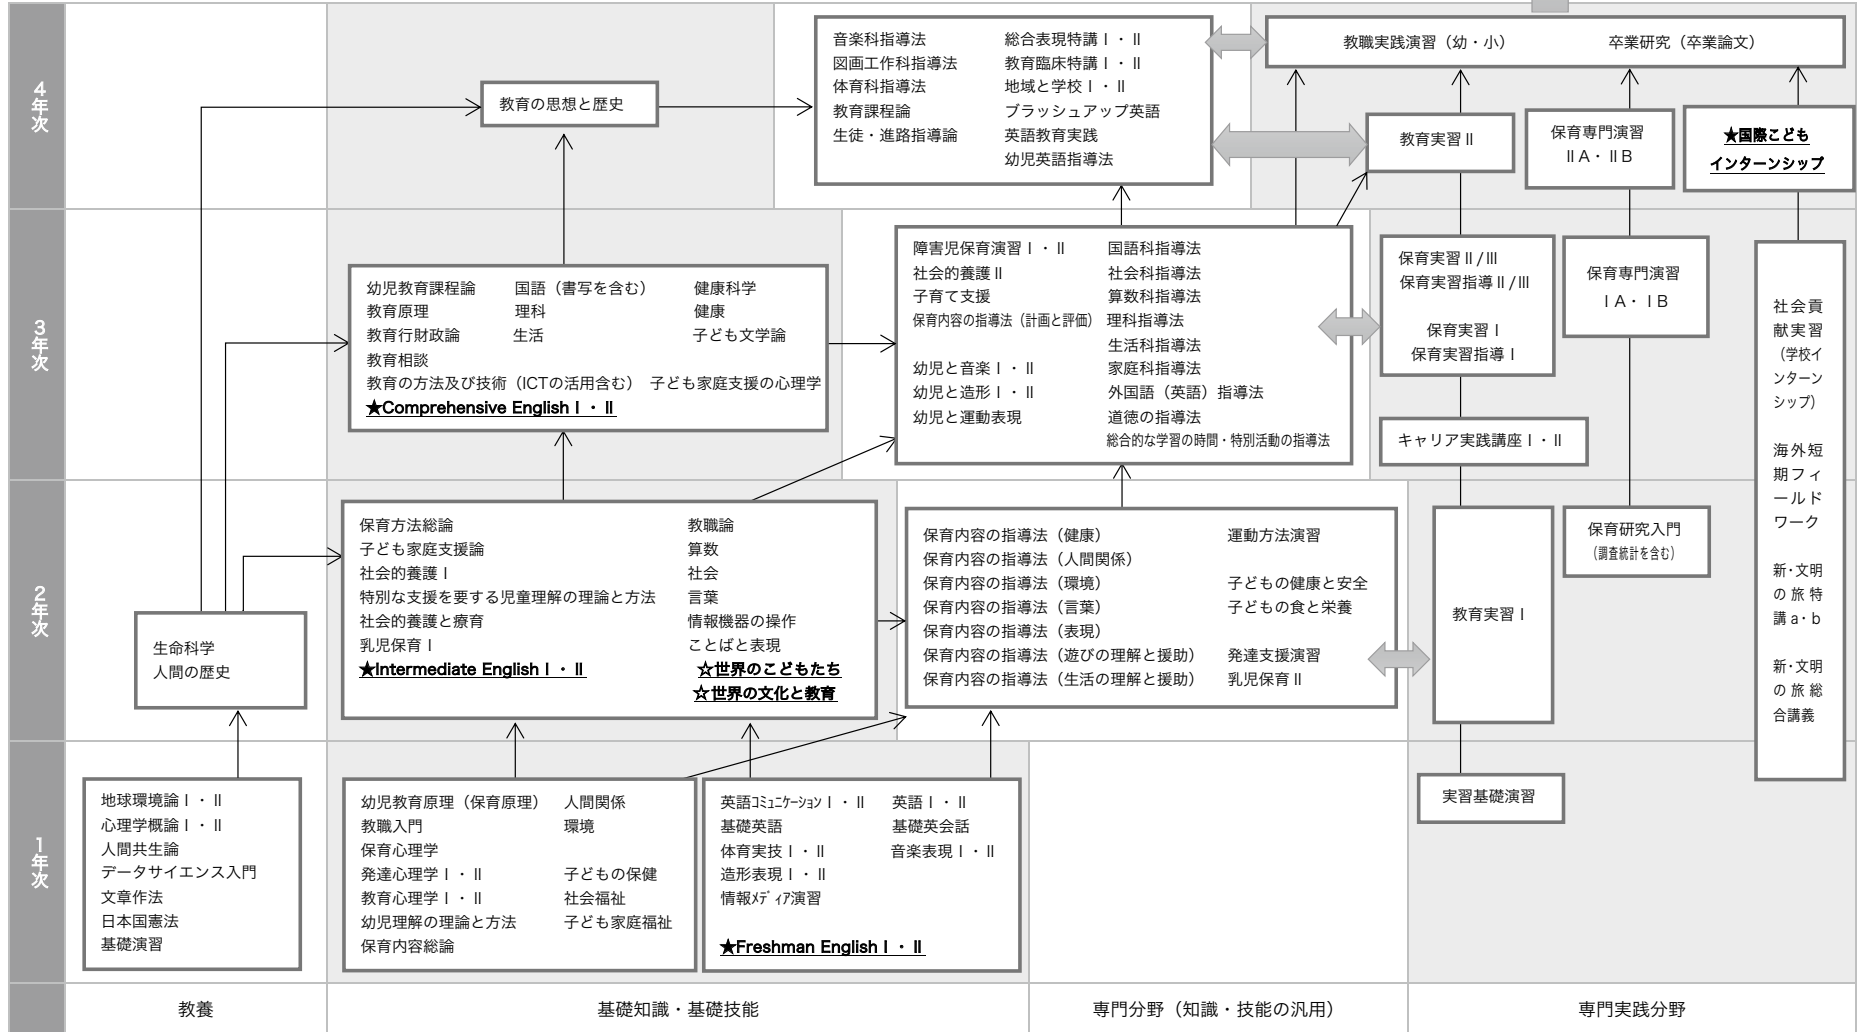 4年次
教育の思想と歴史
音楽科指導法 総合表現特講Ⅰ・Ⅱ
図画工作科指導法 教育臨床特講Ⅰ・Ⅱ
体育科指導法 地域と学校Ⅰ・Ⅱ
教育課程論 ブラッシュアップ英語
生徒・進路指導論 英語教育実践
幼児英語指導法
教職実践演習（幼・小） 卒業研究（卒業論文）
教育実習Ⅱ
保育専門演習
ⅡA・ⅡB
★国際こども
インターンシップ
3年次
幼児教育課程論 国語（書写を含む） 健康科学
教育原理 理科 健康
教育行財政論 生活 子ども文学論
教育相談
教育の方法及び技術（ICTの活用含む） 子ども家庭支援の心理学
★Comprehensive EnglishⅠ・Ⅱ
障害児保育演習Ⅰ・Ⅱ 国語科指導法
社会的養護Ⅱ 社会科指導法
子育て支援 算数科指導法
保育内容の指導法（計画と評価） 理科指導法
生活科指導法
幼児と音楽Ⅰ・Ⅱ 家庭科指導法
幼児と造形Ⅰ・Ⅱ 外国語（英語）指導法
幼児と運動表現 道徳の指導法
総合的な学習の時間・特別活動の指導法
保育実習Ⅱ/Ⅲ
保育実習指導Ⅱ/Ⅲ
保育実習Ⅰ
保育実習指導Ⅰ
キャリア実践講座Ⅰ・Ⅱ
保育専門演習
ⅠA・ⅠB
社会貢
献実習
（学校イ
ンターン
シップ）
海外短
期フィ
ールド
ワーク
新・文明
の旅特
講a・b
新・文明
の旅総
合講義
2年次
生命科学
人間の歴史
保育方法総論 教職論
子ども家庭支援論 算数
社会的養護Ⅰ 社会
特別な支援を要する児童理解の理論と方法 言葉
社会的養護と療育 情報機器の操作
乳児保育Ⅰ ことばと表現
★Intermediate EnglishⅠ・Ⅱ ☆世界のこどもたち
☆世界の文化と教育
保育内容の指導法（健康） 運動方法演習
保育内容の指導法（人間関係）
保育内容の指導法（環境） 子どもの健康と安全
保育内容の指導法（言葉） 子どもの食と栄養
保育内容の指導法（表現）
保育内容の指導法（遊びの理解と援助） 発達支援演習
保育内容の指導法（生活の理解と援助） 乳児保育Ⅱ
教育実習Ⅰ
保育研究入門
（調査統計を含む）
1年次
地球環境論Ⅰ・Ⅱ
心理学概論Ⅰ・Ⅱ
人間共生論
データサイエンス入門
文章作法
日本国憲法
基礎演習
幼児教育原理（保育原理） 人間関係
教職入門 環境
保育心理学
発達心理学Ⅰ・Ⅱ 子どもの保健
教育心理学Ⅰ・Ⅱ 社会福祉
幼児理解の理論と方法 子ども家庭福祉
保育内容総論
英語ｺﾐｭﾆｹｰｼｮﾝⅠ・Ⅱ 英語Ⅰ・Ⅱ
基礎英語 基礎英会話
体育実技Ⅰ・Ⅱ 音楽表現Ⅰ・Ⅱ
造形表現Ⅰ・Ⅱ
情報ﾒﾃﾞｨｱ演習
★Freshman EnglishⅠ・Ⅱ
実習基礎演習
教養 基礎知識・基礎技能 専門分野（知識・技能の汎用） 専門実践分野